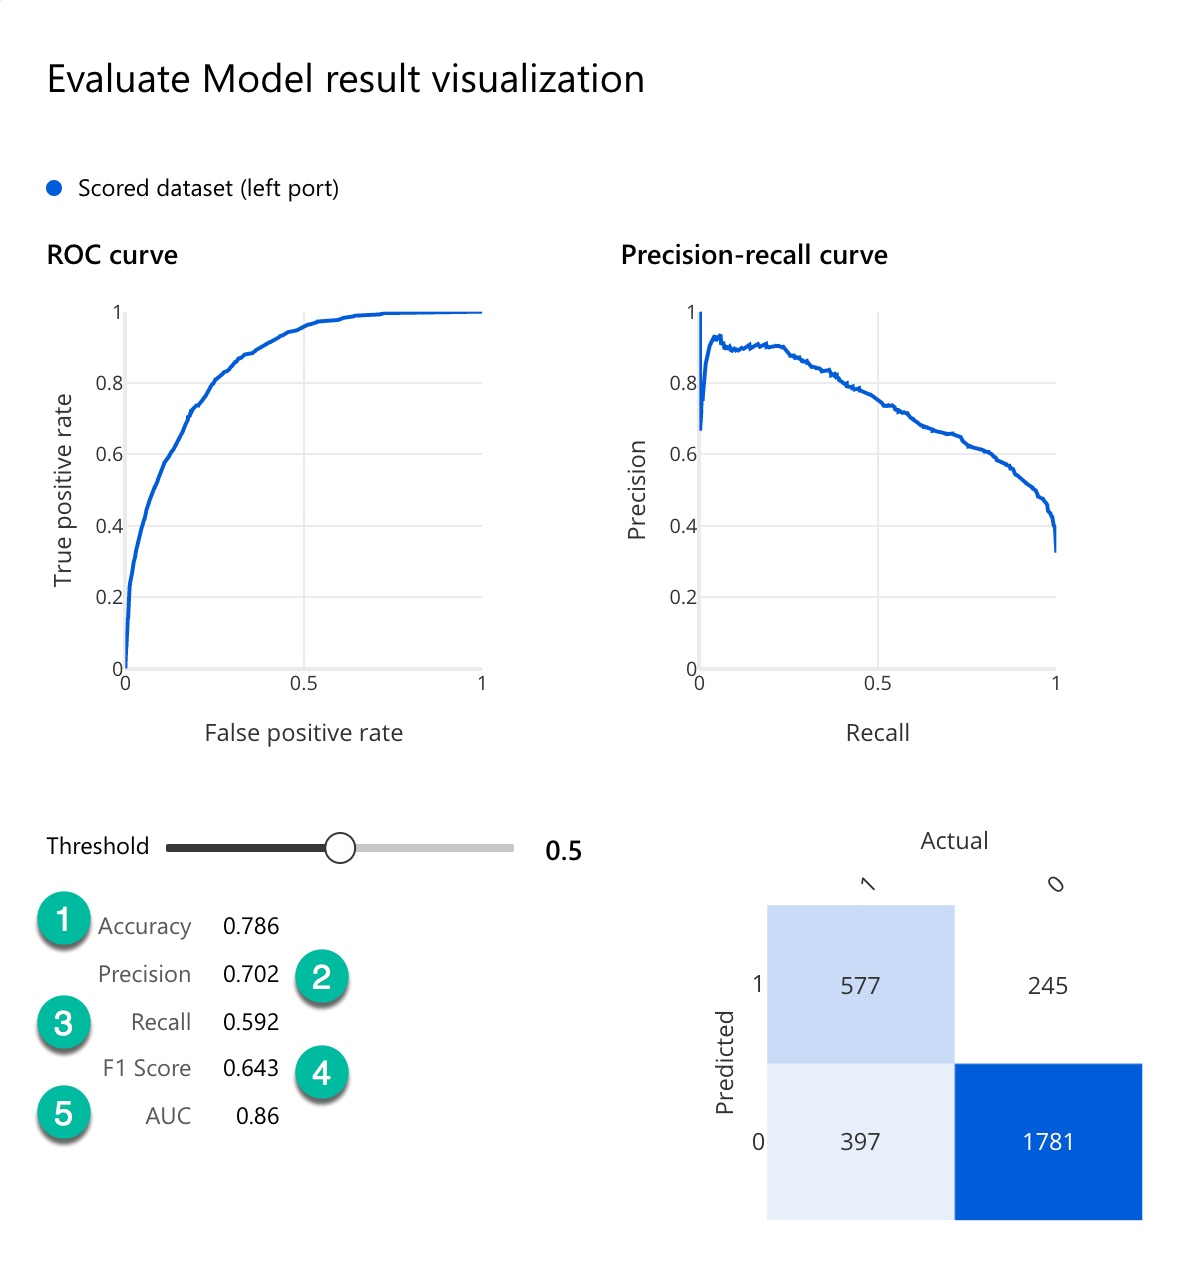 Evaluate Model result visualization
Scored dataset (left port)
ROC curve
1
0.8
0.6
0.4
0.2
0
0
0.5
1
True positive rate
False positive rate
Precision-recall curve
1
0.8
0.6
0.4
0.2
0
0
0.5
1
Precision
Recall
Threshold 0.5
1 Accuracy 0.786
Precision 0.702 2
3 Recall 0.592
F1 Score 0.643 4
5 AUC 0.86
Actual
1 0
Predicted
1 577 245
0 397 1781